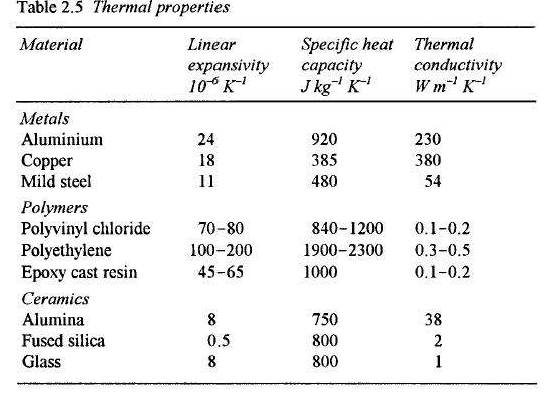 Table 2.5 Thermal properties
Material Linear Specific heat Thermal
expansivity capacity conductivity
10⁻⁶ K⁻¹ J kg⁻¹ K⁻¹ W m⁻¹ K⁻¹
Metals
Aluminium 24 920 230
Copper 18 385 380
Mild steel 11 480 54
Polymers
Polyvinyl chloride 70–80 840–1200 0.1–0.2
Polyethylene 100–200 1900–2300 0.3–0.5
Epoxy cast resin 45–65 1000 0.1–0.2
Ceramics
Alumina 8 750 38
Fused silica 0.5 800 2
Glass 8 800 1